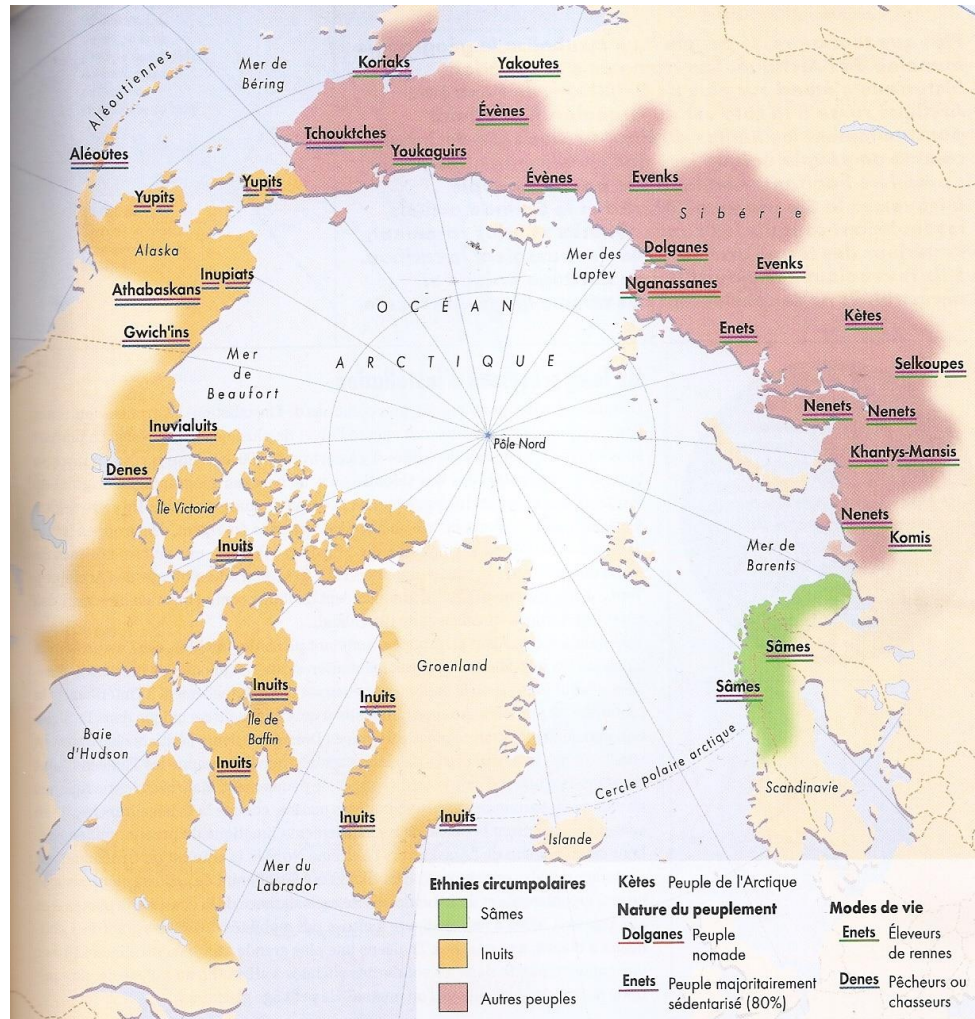 Aléoutiennes
Mer de
Béring
Koriaks
Yakoutes
Évènes
Tchouktches
Youkaguirs
Aléoutes
Yupits
Yupits
Évènes
Evenks
Sibérie
Alaska
Mer des
Laptev
Dolganes
Evenks
Inupiats
Athabaskans
Nganassanes
OCÉAN
ARCTIQUE
Gwich'ins
Enets
Kètes
Mer
de
Beaufort
Selkoupes
Nenets
Nenets
Inuvialuits
Pôle Nord
Khantys-Mansis
Denes
Île Victoria
Nenets
Komis
Inuits
Mer de
Barents
Groenland
Sâmes
Sâmes
Inuits
Inuits
Île de
Baffin
Baie
d'Hudson
Inuits
Cercle polaire arctique
Scandinavie
Inuits
Inuits
Islande
Mer du
Labrador
Ethnies circumpolaires
Sâmes
Inuits
Autres peuples
Kètes Peuple de l'Arctique
Nature du peuplement
Dolganes Peuple
nomade
Enets Peuple majoritairement
sédentarisé (80%)
Modes de vie
Enets Éleveurs
de rennes
Denes Pêcheurs ou
chasseurs